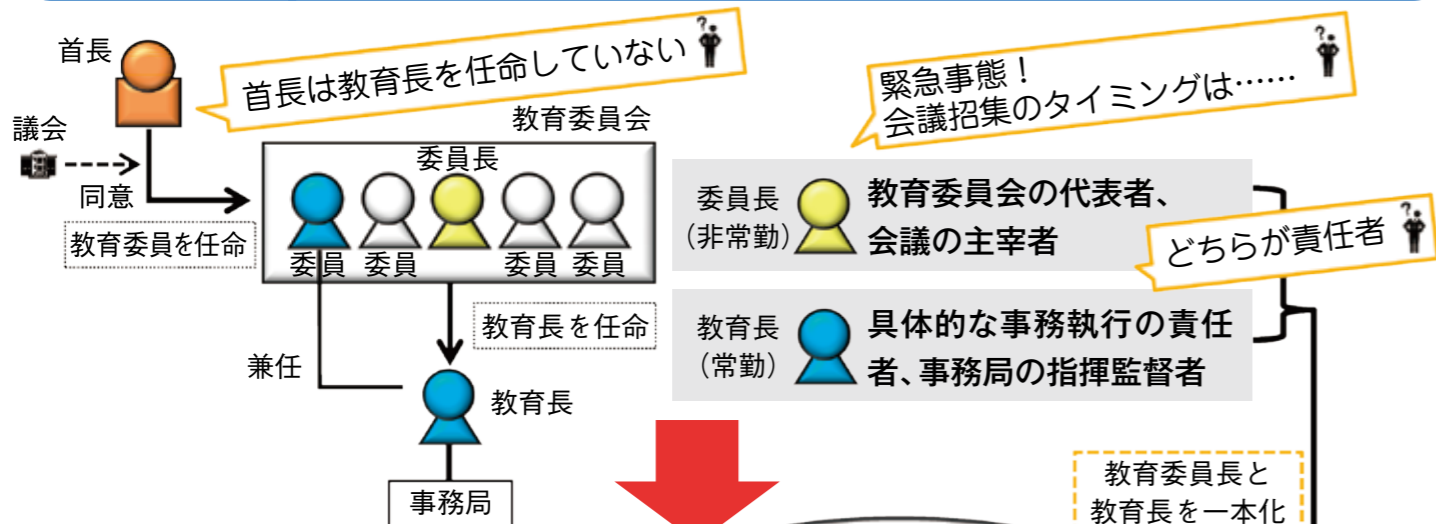 首長
首長は教育長を任命していない
?
議会
同意
教育委員を任命
教育委員会
委員長
委員 委員 委員 委員
教育長を任命
兼任
教育長
事務局
緊急事態！
会議招集のタイミングは……
?
委員長
（非常勤）
教育委員会の代表者、
会議の主宰者
どちらが責任者
?
教育長
（常勤）
具体的な事務執行の責任
者、事務局の指揮監督者
教育委員長と
教育長を一本化